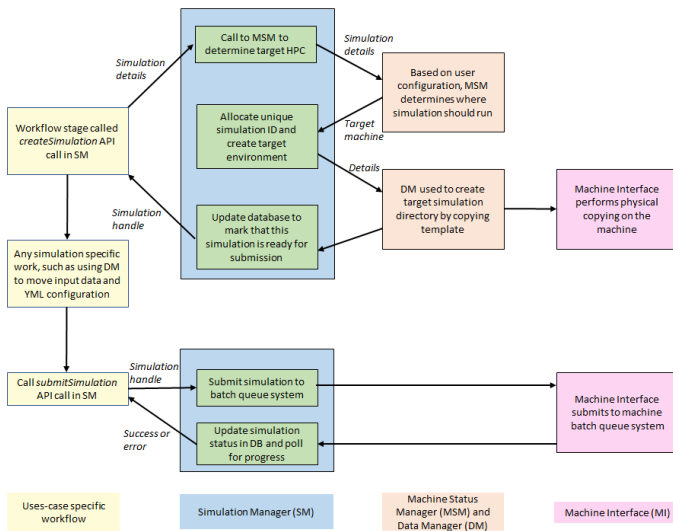 Simulation
details
Call to MSM to
determine target HPC
Simulation
details
Based on user
configuration, MSM
determines where
simulation should
run
Workflow stage called
createSimulation API
call in SM
Allocate unique
simulation ID and
create target
environment
Target
machine
Details
Simulation
handle
Update database to
mark that this
simulation is ready for
submission
DM used to create
target simulation
directory by copying
template
Machine Interface
performs physical
copying on the
machine
Any simulation specific
work, such as using DM
to move input data and
YML configuration
Call submitSimulation
API call in SM
Simulation
handle
Submit simulation to
batch queue system
Machine Interface
submits to machine
batch queue system
Success or
error
Update simulation
status in DB and poll
for progress
Uses-case specific
workflow
Simulation Manager (SM)
Machine Status
Manager (MSM) and
Data Manager (DM)
Machine Interface (MI)